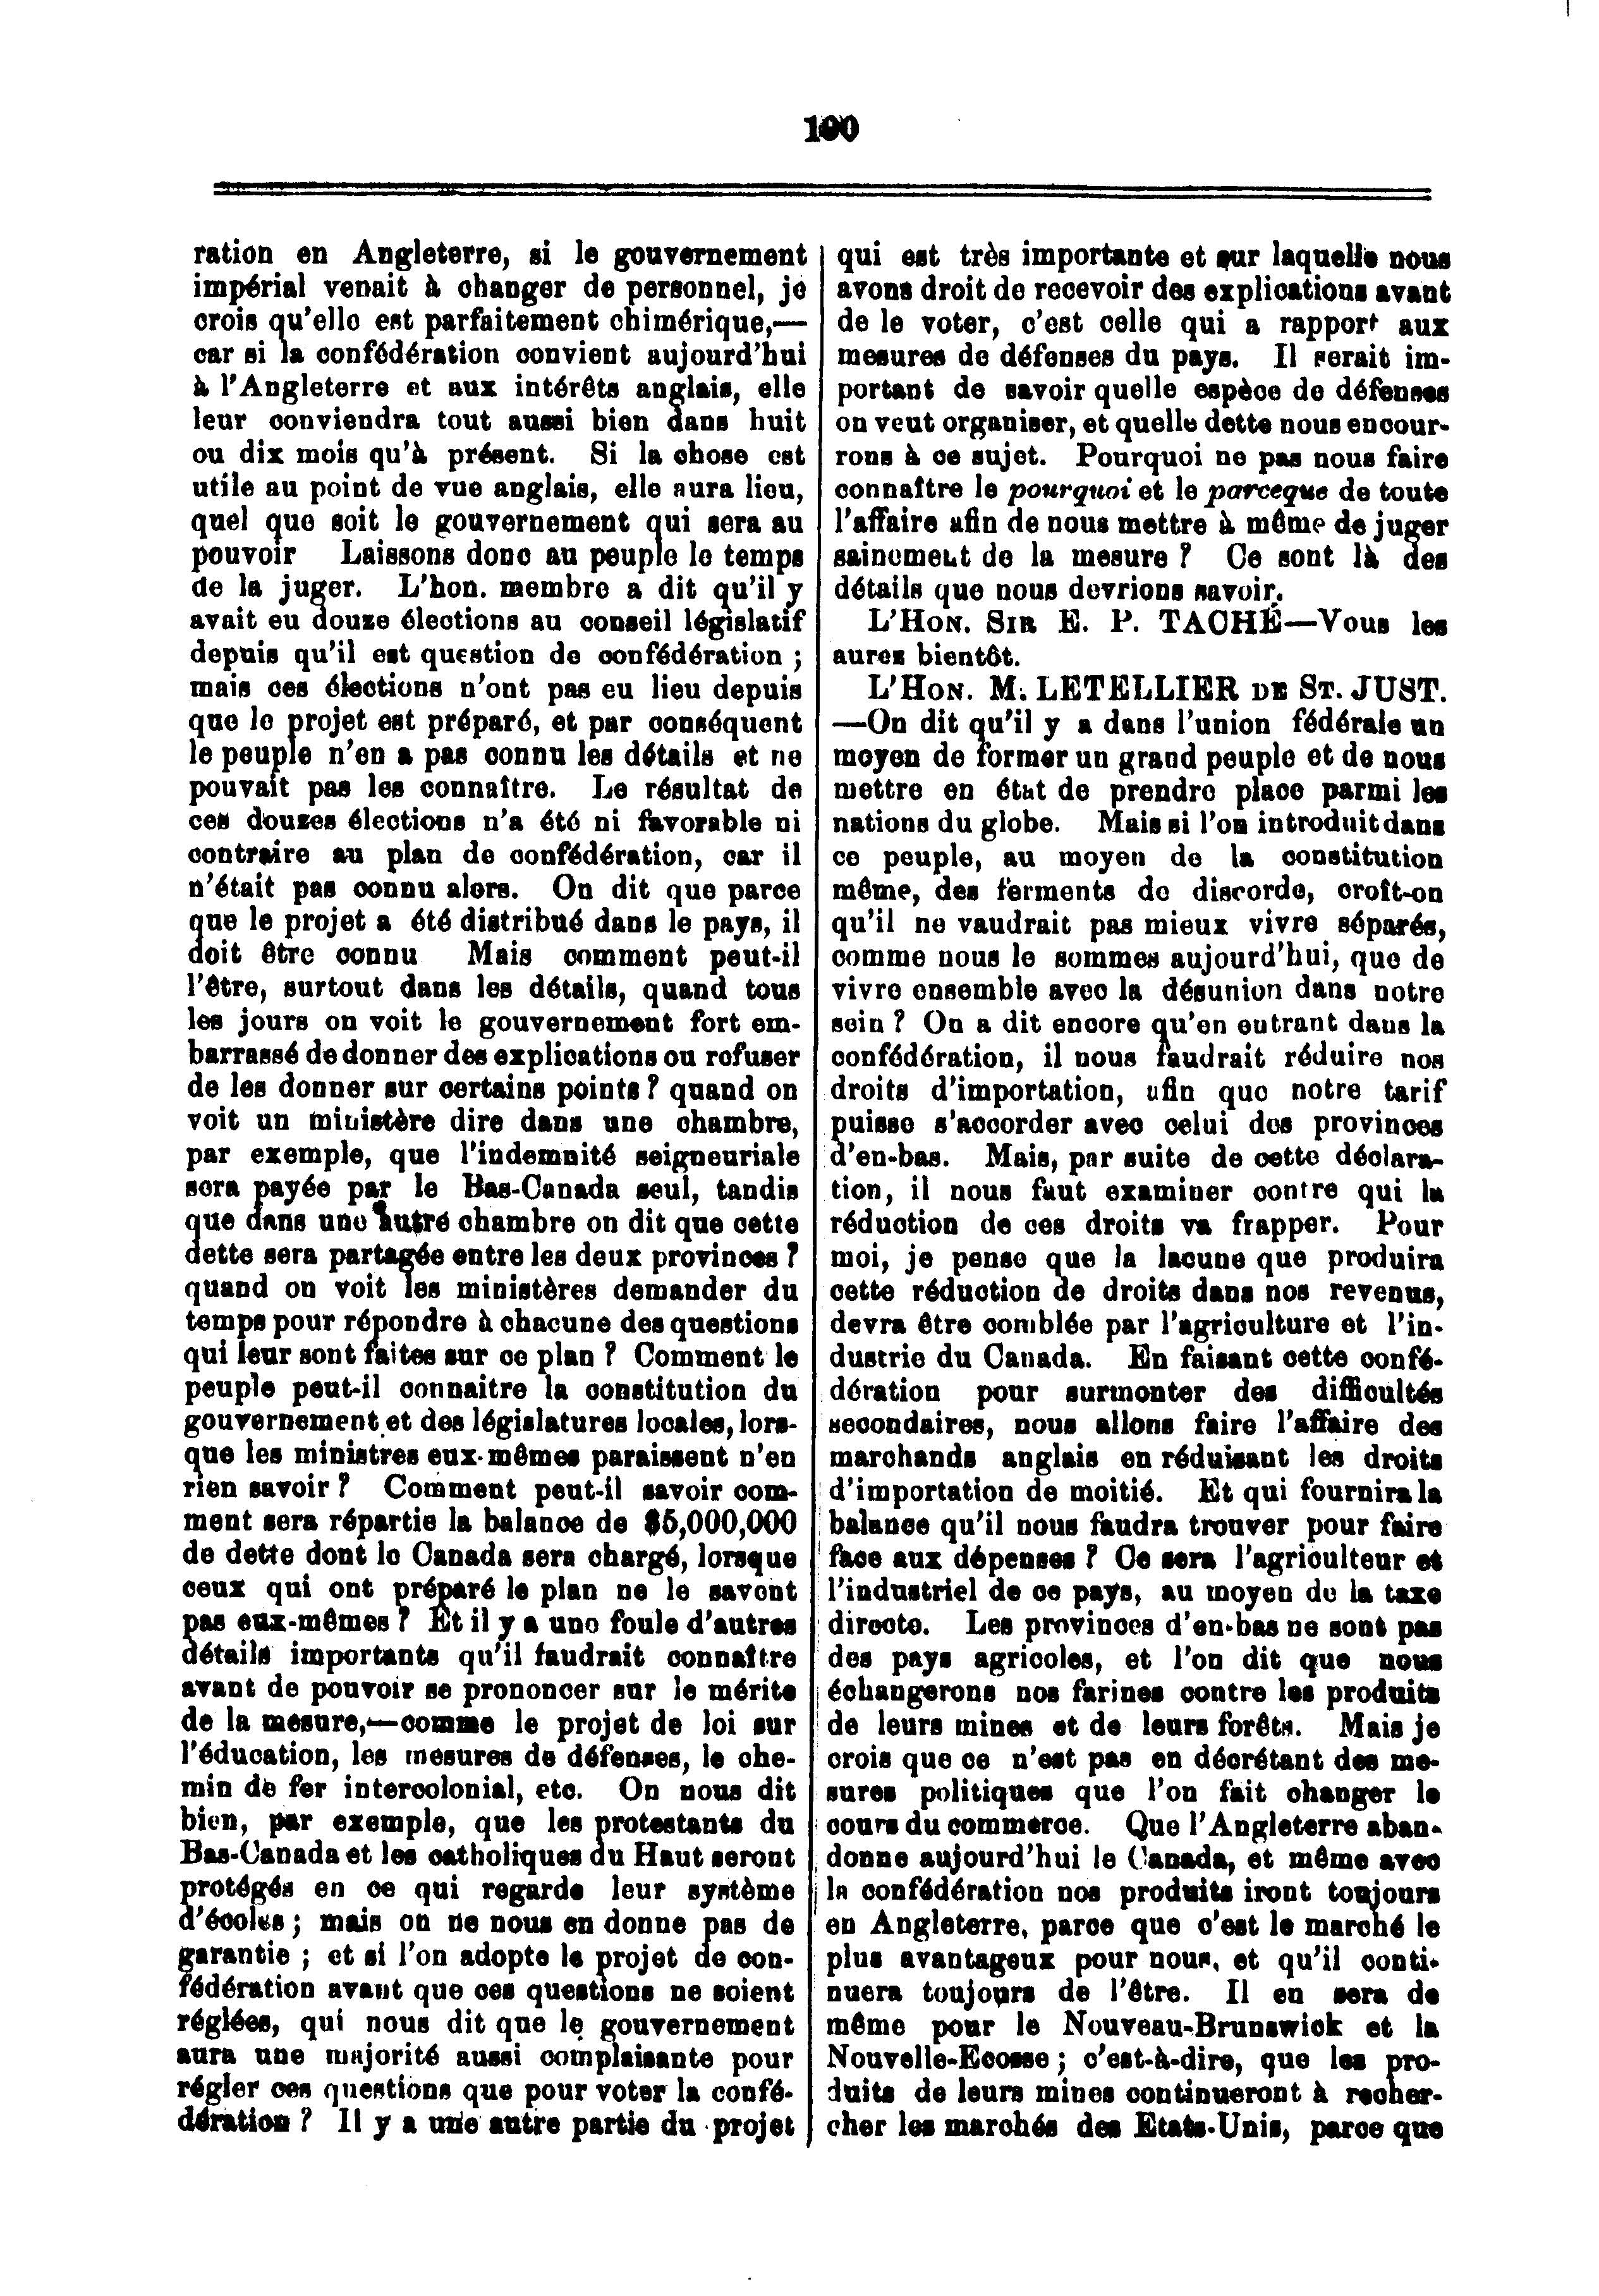 190
ration en Angleterre, si le gouvernement
impérial venait à changer de personnel, je
crois qu'elle est parfaitement chimérique,—
car si la confédération convient aujourd'hui
à l'Angleterre et aux intérêts anglais, elle
leur conviendra tout aussi bien dans huit
ou dix mois qu'à présent. Si la chose est
utile au point de vue anglais, elle aura lieu,
quel que soit le gouvernement qui sera au
pouvoir Laissons donc au peuple le temps
de la juger. L'hon. membre a dit qu'il y
avait eu douze élections au conseil législatif
depuis qu'il est question de confédération ;
mais ces élections n'ont pas eu lieu depuis
que le projet est préparé, et par conséquent
le peuple n'en a pas connu les détails et ne
pouvait pas les connaître. Le résultat de
ces douzes élections n'a été ni favorable ni
contraire au plan de confédération, car il
n'était pas connu alors. On dit que parce
que le projet a été distribué dans le pays, il
doit être connu Mais comment peut-il
l'être, surtout dans les détails, quand tous
les jours on voit le gouvernement fort em-
barrassé de donner des explications ou refuser
de les donner sur certains points ? quand on
voit un ministère dire dans une chambre,
par exemple, que l'indemnité seigneuriale
sera payée par le Bas-Canada seul, tandis
que dans une autre chambre on dit que cette
dette sera partagée entre les deux provinces ?
quand on voit les ministères demander du
temps pour répondre à chacune des questions
qui leur sont faites sur ce plan ? Comment le
peuple peut-il connaitre la constitution du
gouvernement et des législatures locales, lors-
que les ministres eux-mêmes paraissent n'en
rien savoir ? Comment peut-il savoir com-
ment sera répartie la balance de $5,000,000
de dette dont le Canada sera chargé, lorsque
ceux qui ont préparé le plan ne le savent
pas eux-mêmes ? Et il y a une foule d'autres
détails importants qu'il faudrait connaître
avant de pouvoir se prononcer sur le mérite
de la mesure,—comme le projet de loi sur
l'éducation, les mesures de défenses, le che-
min de fer intercolonial, etc. On nous dit
bien, par exemple, que les protestants du
Bas-Canada et les catholiques du Haut seront
protégés en ce qui regarde leur système
d'écoles ; mais on ne nous en donne pas de
garantie ; et si l'on adopte le projet de con-
fédération avant que ces questions ne soient
réglées, qui nous dit que le gouvernement
aura une majorité aussi complaisante pour
régler ces questions que pour voter la confé-
dération ? Il y a une autre partie du projet
qui est très importante et sur laquelle nous
avons droit de recevoir des explications avant
de le voter, c'est celle qui a rapport aux
mesures de défenses du pays. Il serait im-
portant de savoir quelle espèce de défenses
on veut organiser, et quelle dette nous encour-
rons à ce sujet. Pourquoi ne pas nous faire
connaître le pourquoi et le parceque de toute
l'affaire afin de nous mettre à même de juger
sainement de la mesure ? Ce sont là des
détails que nous devrions savoir.
L'HON. SIR E. P. TACHÉ—Vous les
aurez bientôt.
L'HON. M. LETELLIER DE ST. JUST.
—On dit qu'il y a dans l'union fédérale un
moyen de former un grand peuple et de nous
mettre en état de prendre place parmi les
nations du globe. Mais si l'on introduit dans
ce peuple, au moyen de la constitution
même, des ferments de discorde, croît-on
qu'il ne vaudrait pas mieux vivre séparés,
comme nous le sommes aujourd'hui, que de
vivre ensemble avec la désunion dans notre
sein ? On a dit encore qu'en entrant dans la
confédération, il nous faudrait réduire nos
droits d'importation, afin que notre tarif
puisse s'accorder avec celui des provinces
d'en-bas. Mais, par suite de cette déclara-
tion, il nous faut examiner contre qui la
réduction de ces droits va frapper. Pour
moi, je pense que la lacune que produira
cette réduction de droits dans nos revenus,
devra être comblée par l'agriculture et l'in-
dustrie du Canada. En faisant cette confé-
dération pour surmonter des difficultés
secondaires, nous allons faire l'affaire des
marchands anglais en réduisant les droits
d'importation de moitié. Et qui fournira la
balance qu'il nous faudra trouver pour faire
face aux dépenses ? Ce sera l'agriculteur et
l'industriel de ce pays, au moyen de la taxe
directe. Les provinces d'en-bas ne sont pas
des pays agricoles, et l'on dit que nous
échangerons nos farines contre les produits
de leurs mines et de leurs forêts. Mais je
crois que ce n'est pas en décrétant des me-
sures politiques que l'on fait changer le
cours du commerce. Que l'Angleterre aban-
donne aujourd'hui le Canada, et même avec
la confédération nos produits iront toujours
en Angleterre, parce que c'est le marché le
plus avantageux pour nous, et qu'il conti-
nuera toujours de l'être. Il en sera de
même pour le Nouveau-Brunswick et la
Nouvelle-Ecosse ; c'est-à-dire, que les pro-
duits de leurs mines continueront à recher-
cher les marchés des Etats-Unis, parce que